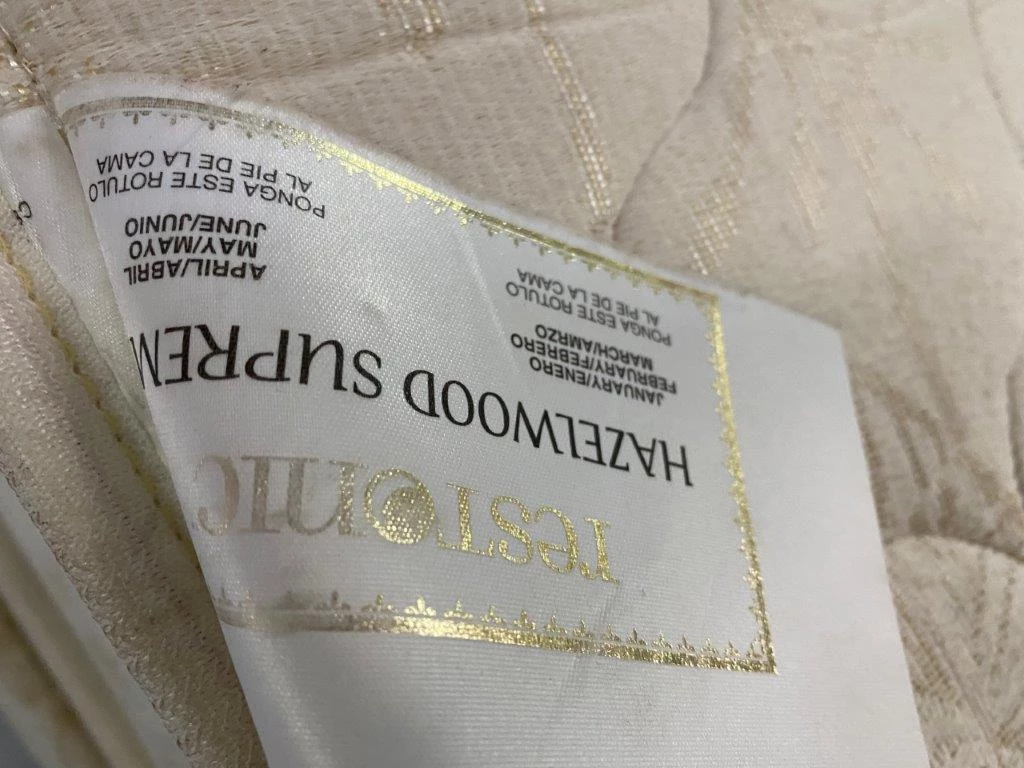 resTonic
HAZELWOOD SUPREM
JANUARY/ENERO
FEBRUARY/FEBRERO
MARCH/AMRZO
PONGA ESTE ROTULO
AL PIE DE LA CAMA
APRIL/ABRIL
MAY/MAYO
JUNE/JUNIO
PONGA ESTE ROTULO
AL PIE DE LA CAMA